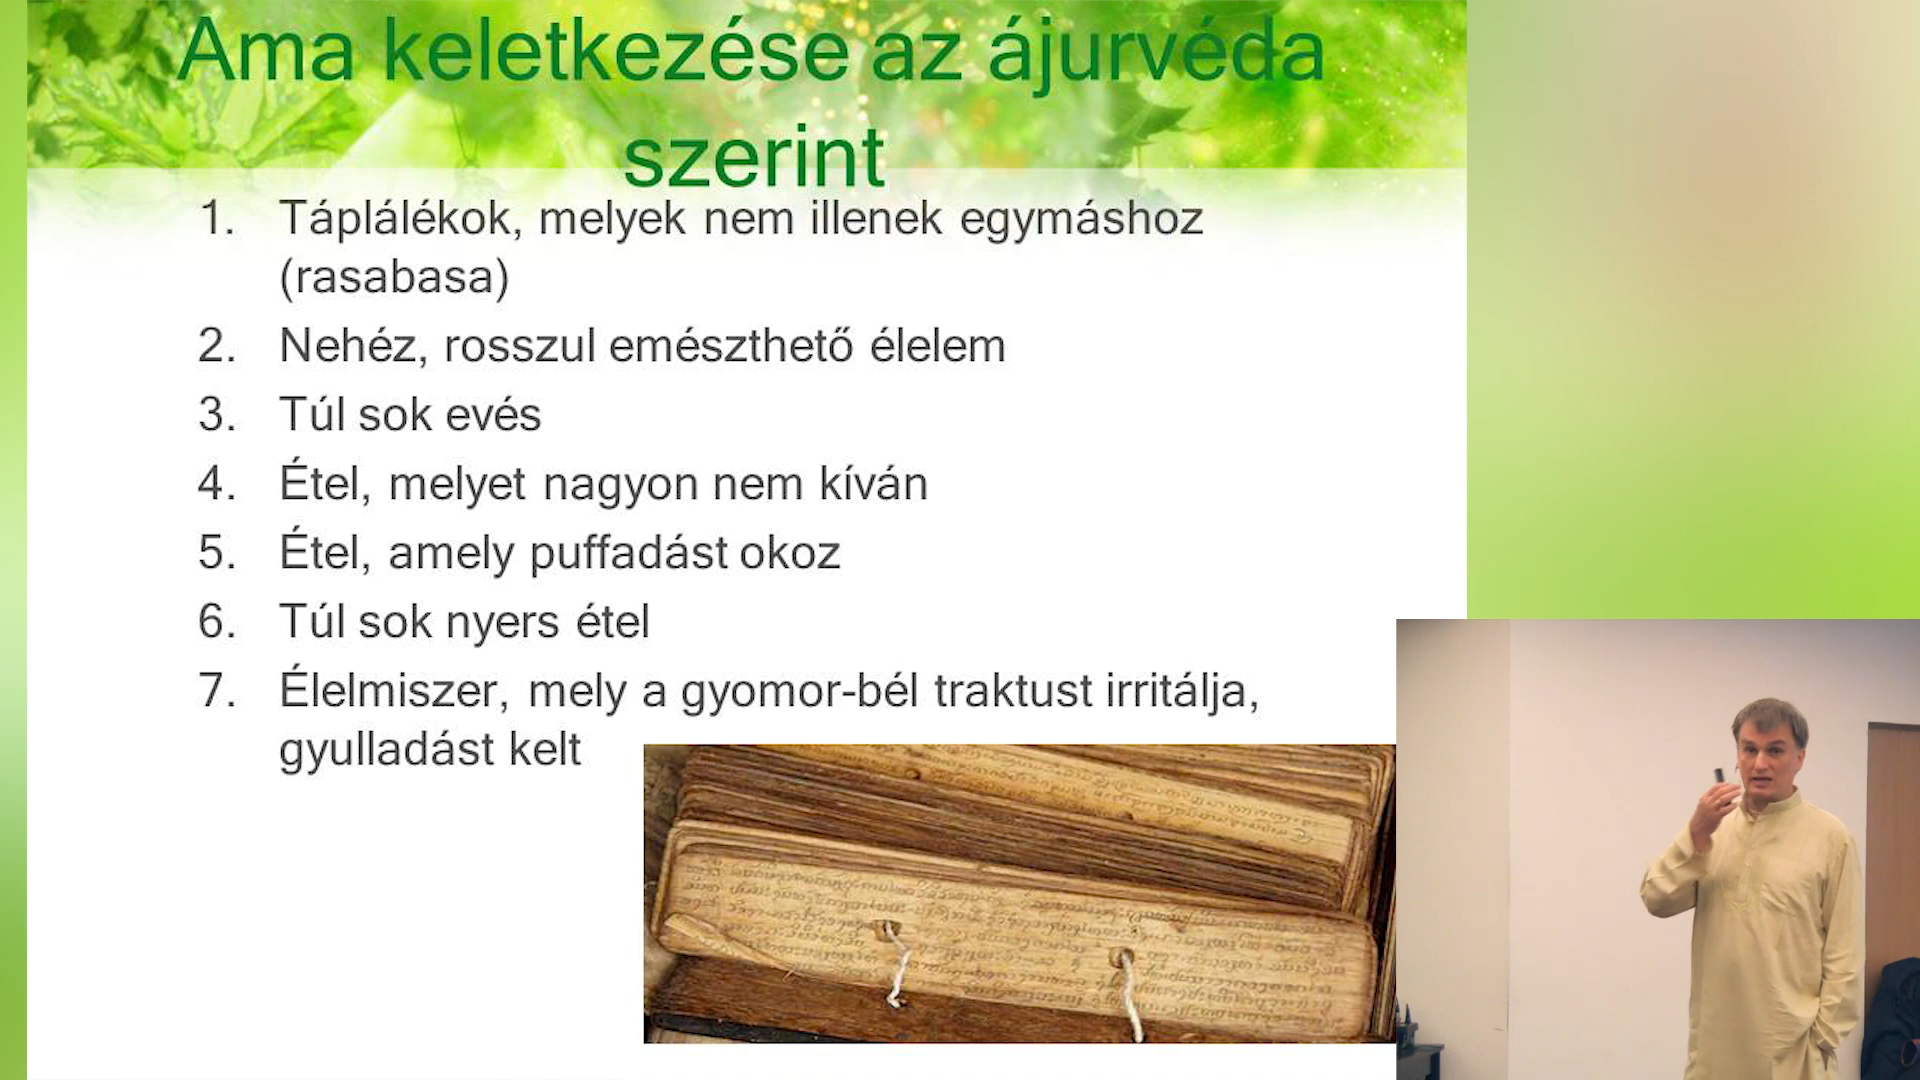 Ama keletkezése az ájurvéda
szerint
1. Táplálékok, melyek nem illenek egymáshoz
(rasabasa)
2. Nehéz, rosszul emészthető élelem
3. Túl sok evés
4. Étel, melyet nagyon nem kíván
5. Étel, amely puffadást okoz
6. Túl sok nyers étel
7. Élelmiszer, mely a gyomor-bél traktust irritálja,
gyulladást kelt